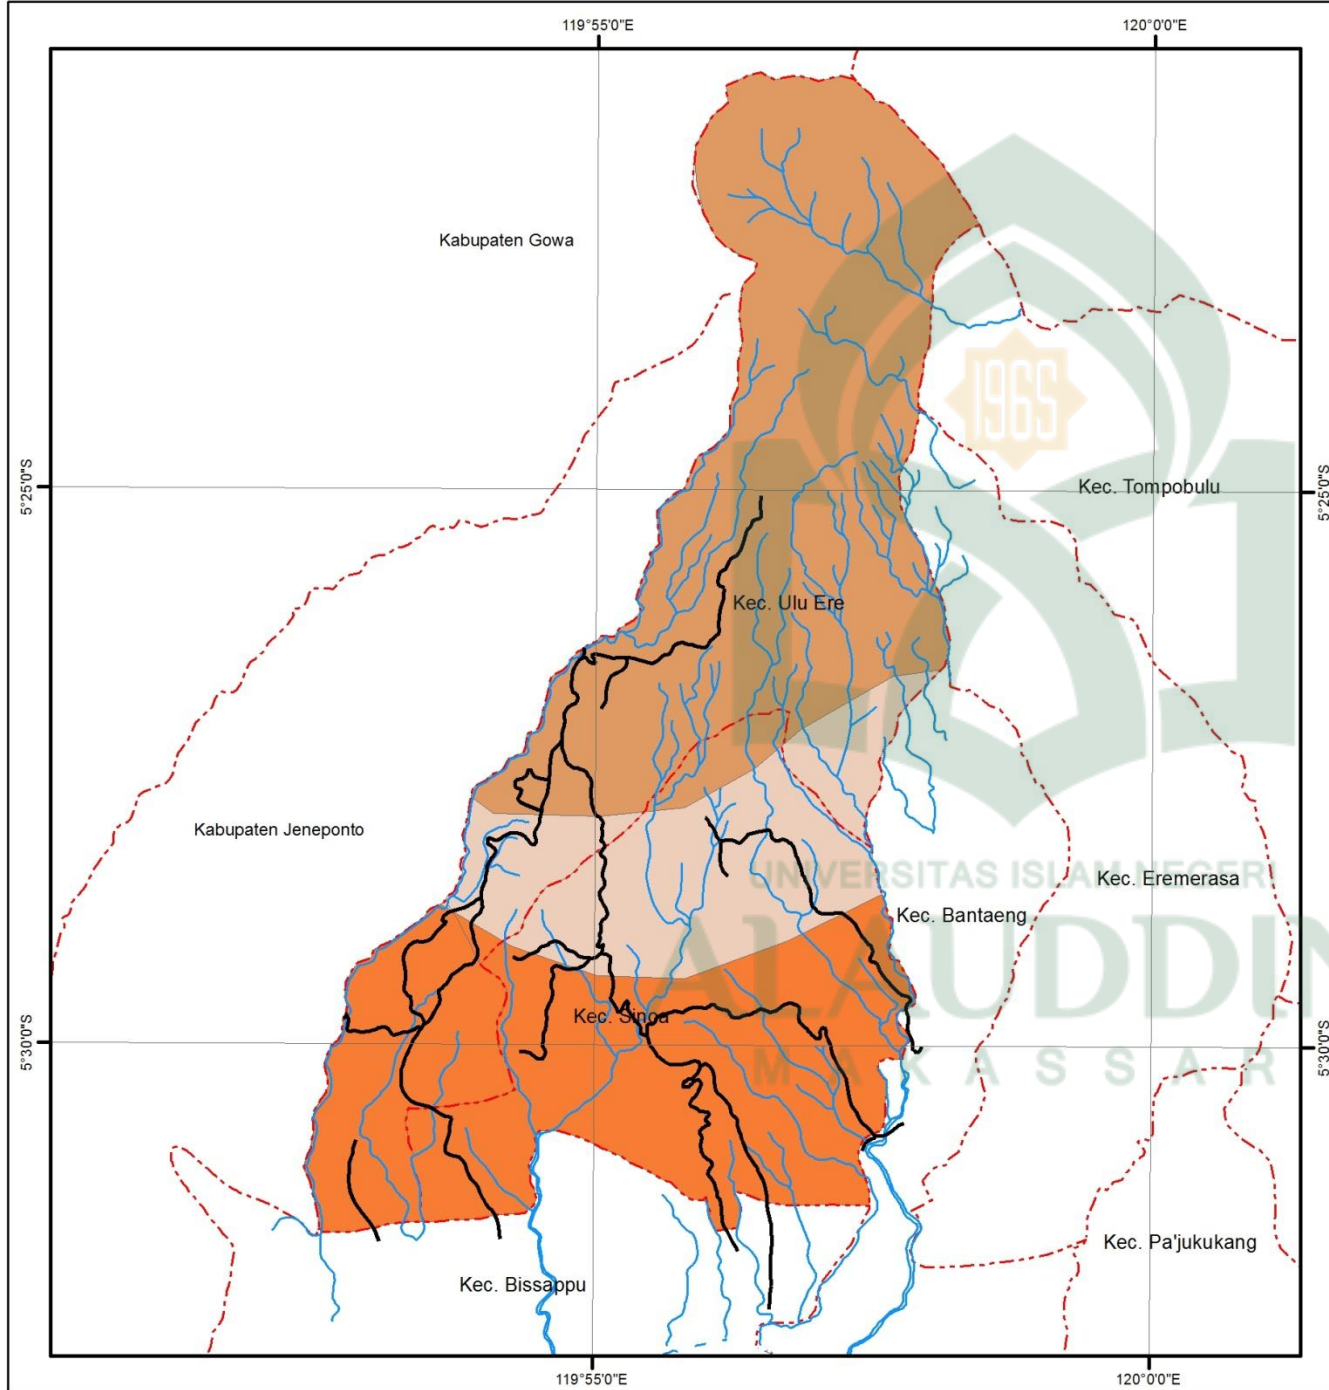 119°55'0"E
120°0'0"E
Kabupaten Gowa
1965
5°25'0"S
Kec. Tompobulu
5°25'0"S
Kec. Ulu Ere
Kabupaten Jeneponto
UNIVERSITAS ISLAM NEGERI
Kec. Eremerasa
Kec. Bantaeng
ALAUDDIN
Kec. Sinoa
5°30'0"S
5°30'0"S
MAKASSAR
Kec. Pa'jukukang
Kec. Bissappu
119°55'0"E
120°0'0"E